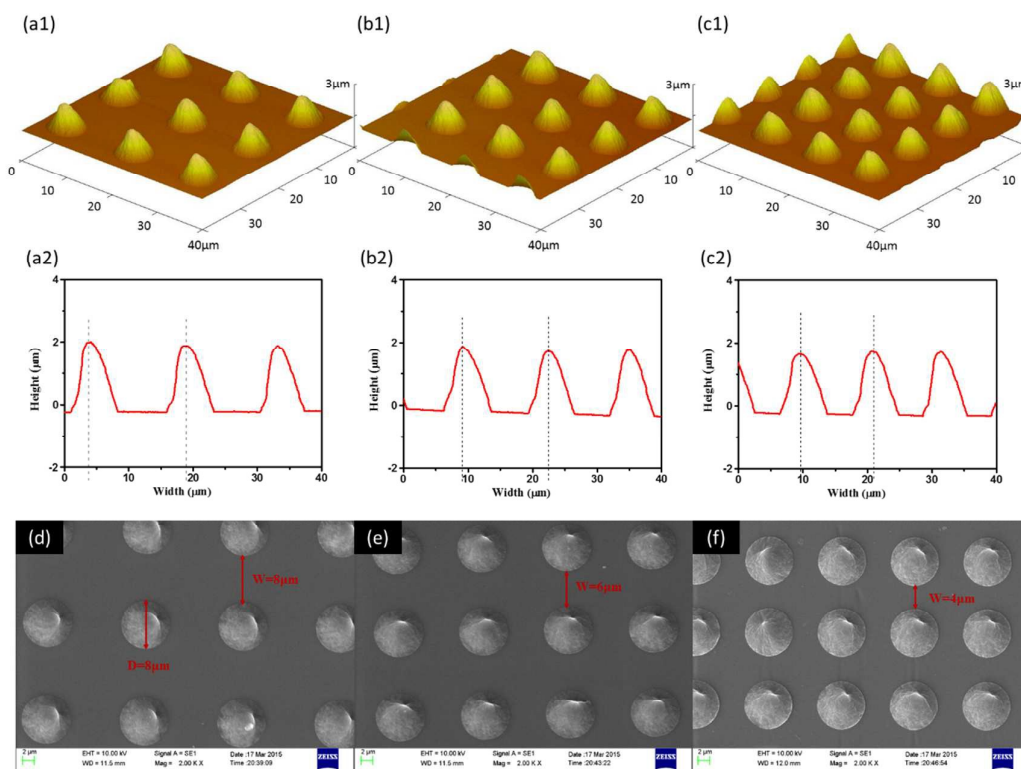 (a1) (b1) (c1)
3μm 3μm 3μm
0 10 20 30 40μm 30 20 10
0 10 20 30 40μm 30 20 10
0 10 20 30 40μm 30 20 10
(a2) (b2) (c2)
4 2 0 -2
Height (μm)
0 10 20 30 40
Width (μm)
4 2 0 -2
Height (μm)
0 10 20 30 40
Width (μm)
4 2 0 -2
Height (μm)
0 10 20 30 40
Width (μm)
(d)
W=8μm
D=8μm
2 μm EHT = 10.00 kV Signal A = SE1 Date :17 Mar 2015 ZEISS
WD = 11.5 mm Mag = 2.00 K X Time :20:39:09
(e)
W=6μm
2 μm EHT = 10.00 kV Signal A = SE1 Date :17 Mar 2015 ZEISS
WD = 11.5 mm Mag = 2.00 K X Time :20:43:22
(f)
W=4μm
2 μm EHT = 10.00 kV Signal A = SE1 Date :17 Mar 2015 ZEISS
WD = 12.0 mm Mag = 2.00 K X Time :20:46:54